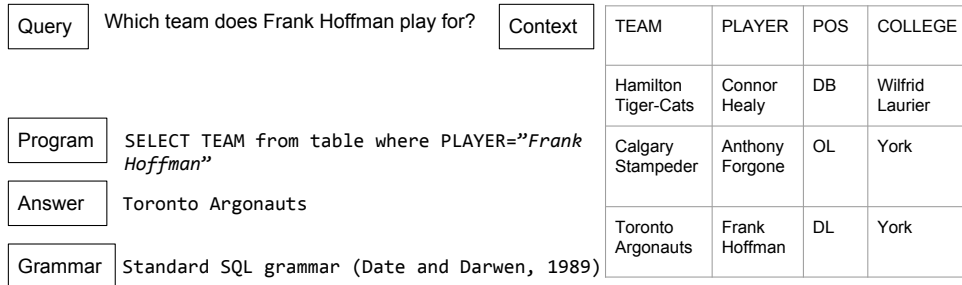 Query
Which team does Frank Hoffman play for?
Context
Program
SELECT TEAM from table where PLAYER=”Frank
Hoffman”
Answer
Toronto Argonauts
Grammar
Standard SQL grammar (Date and Darwen, 1989)
TEAM PLAYER POS COLLEGE
Hamilton Connor DB Wilfrid
Tiger-Cats Healy Laurier
Calgary Anthony OL York
Stampeder Forgone
Toronto Frank DL York
Argonauts Hoffman